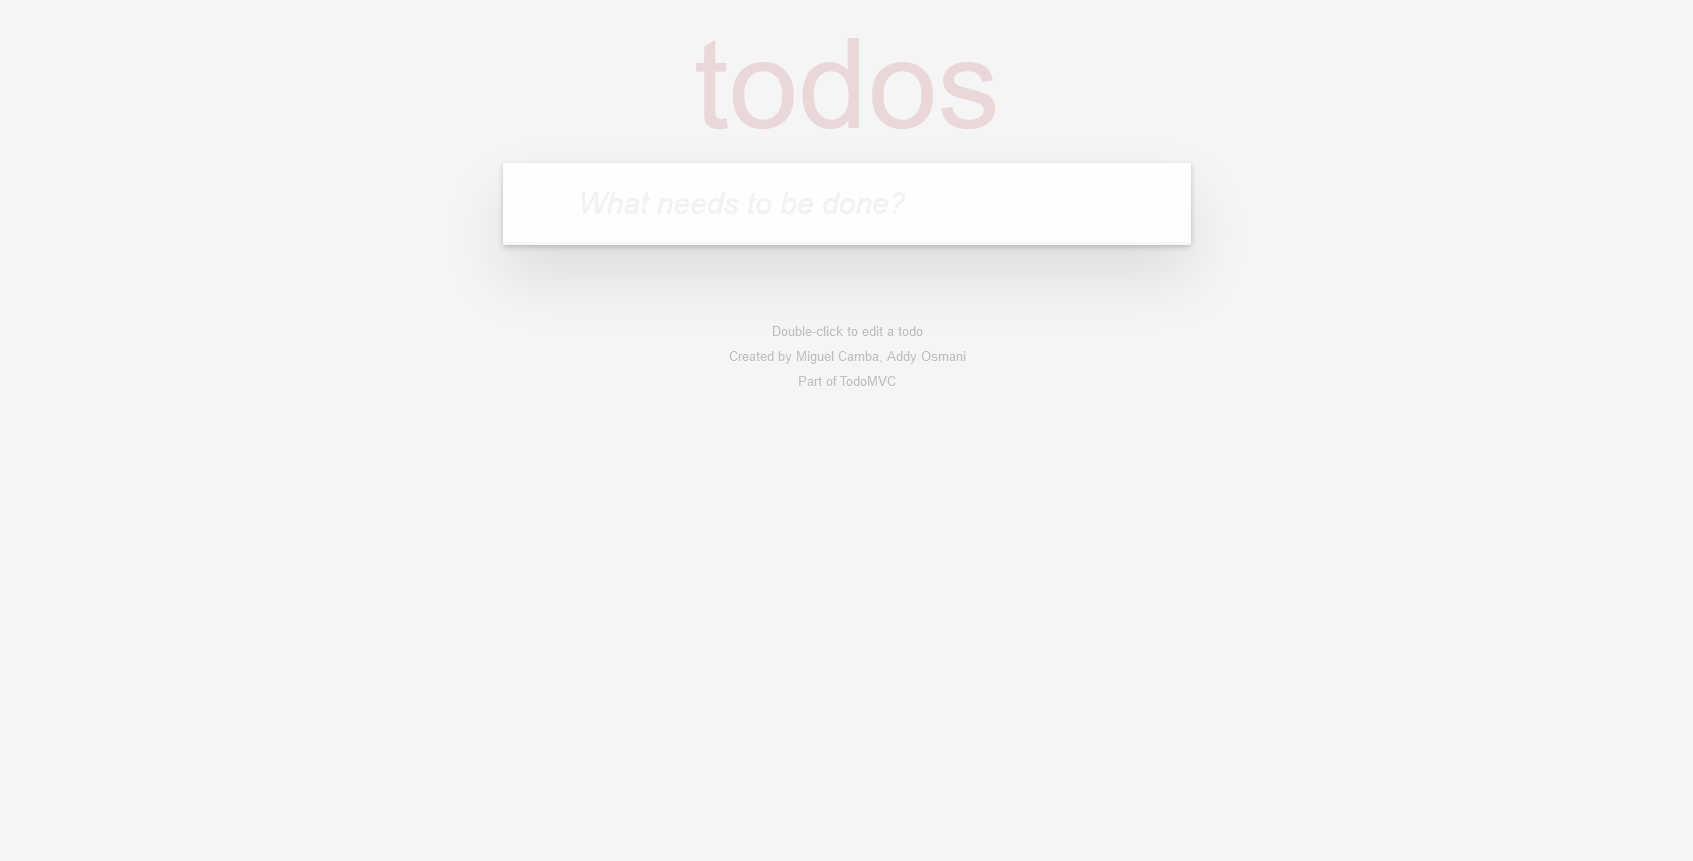 todos
What needs to be done?
Double-click to edit a todo
Created by Miguel Camba, Addy Osmani
Part of TodoMVC